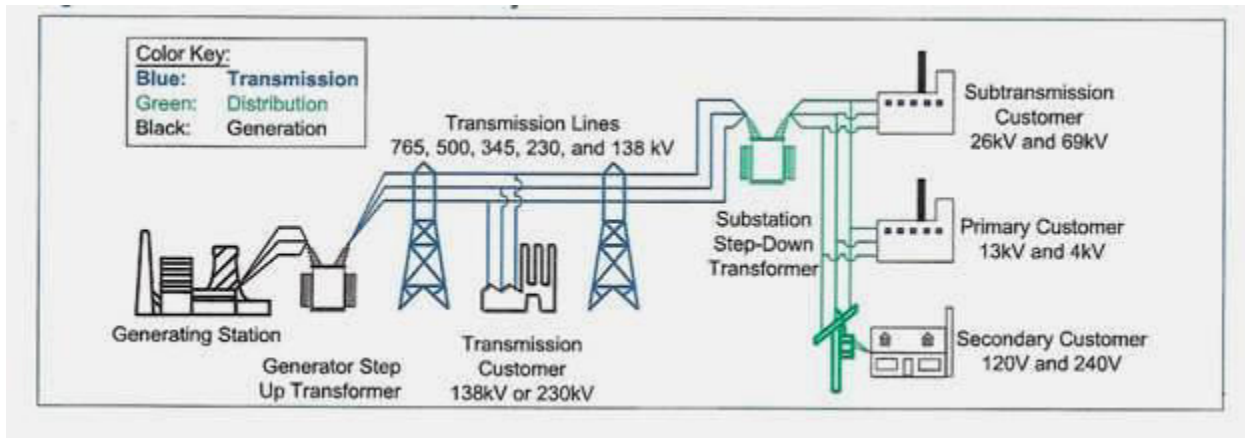 Color Key:
Blue: Transmission
Green: Distribution
Black: Generation
Transmission Lines
765, 500, 345, 230, and 138 kV
Subtransmission
Customer
26kV and 69kV
Substation
Step-Down
Transformer
Primary Customer
13kV and 4kV
Generating Station
Generator Step
Up Transformer
Transmission
Customer
138kV or 230kV
Secondary Customer
120V and 240V